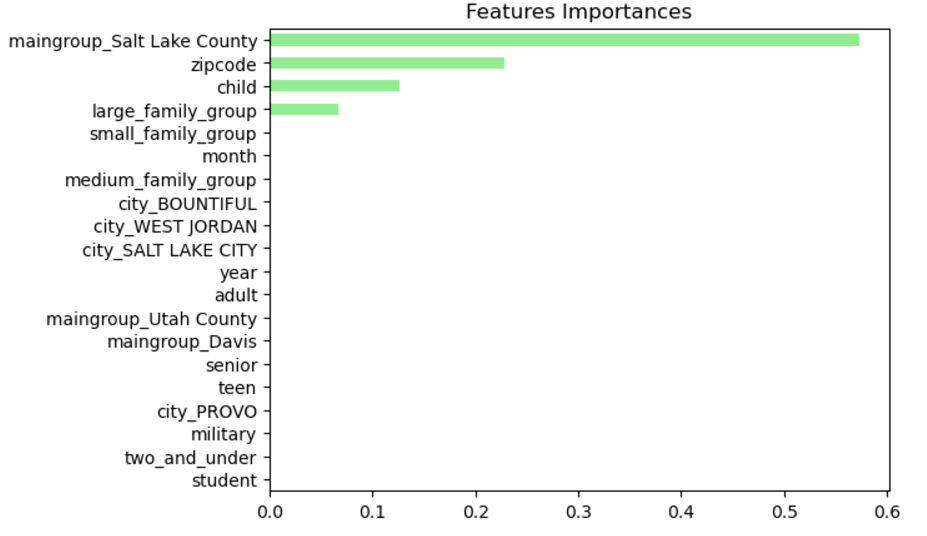 Features Importances
maingroup_Salt Lake County
zipcode
child
large_family_group
small_family_group
month
medium_family_group
city_BOUNTIFUL
city_WEST JORDAN
city_SALT LAKE CITY
year
adult
maingroup_Utah County
maingroup_Davis
senior
teen
city_PROVO
military
two_and_under
student
0.0 0.1 0.2 0.3 0.4 0.5 0.6